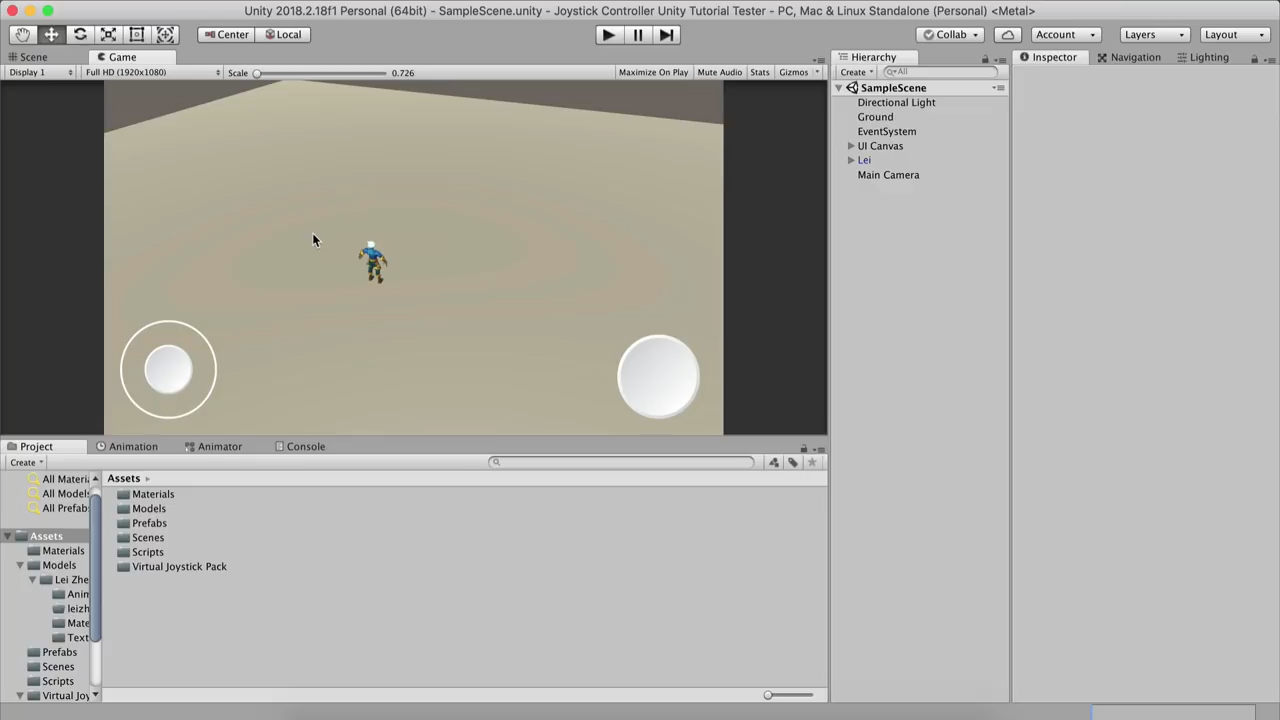 Unity 2018.2.18f1 Personal (64bit) - SampleScene.unity - Joystick Controller Unity Tutorial Tester - PC, Mac & Linux Standalone (Personal) <Metal>
Center Local Collab Account Layers Layout
Scene Game
Display 1 Full HD (1920x1080) Scale 0.726 Maximize On Play Mute Audio Stats Gizmos
Hierarchy
Create All
SampleScene
Directional Light
Ground
EventSystem
UI Canvas
Lei
Main Camera
Inspector Navigation Lighting
Project Animation Animator Console
Create
All Materi
All Models
All Prefab
Assets
Materials
Models
Lei Zhe
Anim
leizh
Mate
Text
Prefabs
Scenes
Scripts
Virtual Joy
Assets
Materials
Models
Prefabs
Scenes
Scripts
Virtual Joystick Pack